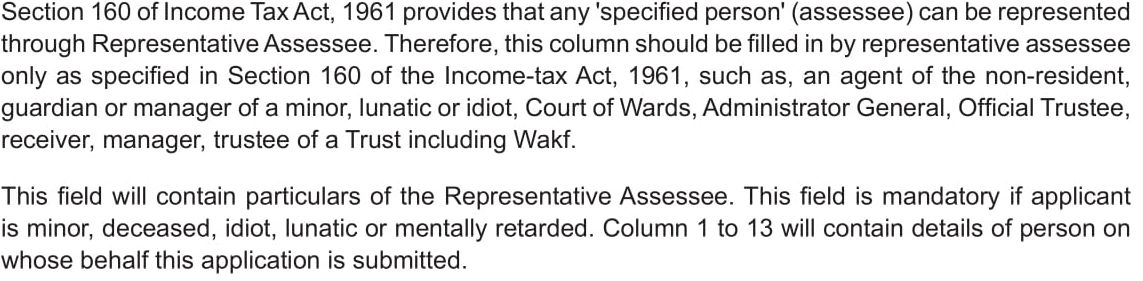 Section 160 of Income Tax Act, 1961 provides that any 'specified person' (assessee) can be represented
through Representative Assessee. Therefore, this column should be filled in by representative assessee
only as specified in Section 160 of the Income-tax Act, 1961, such as, an agent of the non-resident,
guardian or manager of a minor, lunatic or idiot, Court of Wards, Administrator General, Official Trustee,
receiver, manager, trustee of a Trust including Wakf.
This field will contain particulars of the Representative Assessee. This field is mandatory if applicant
is minor, deceased, idiot, lunatic or mentally retarded. Column 1 to 13 will contain details of person on
whose behalf this application is submitted.